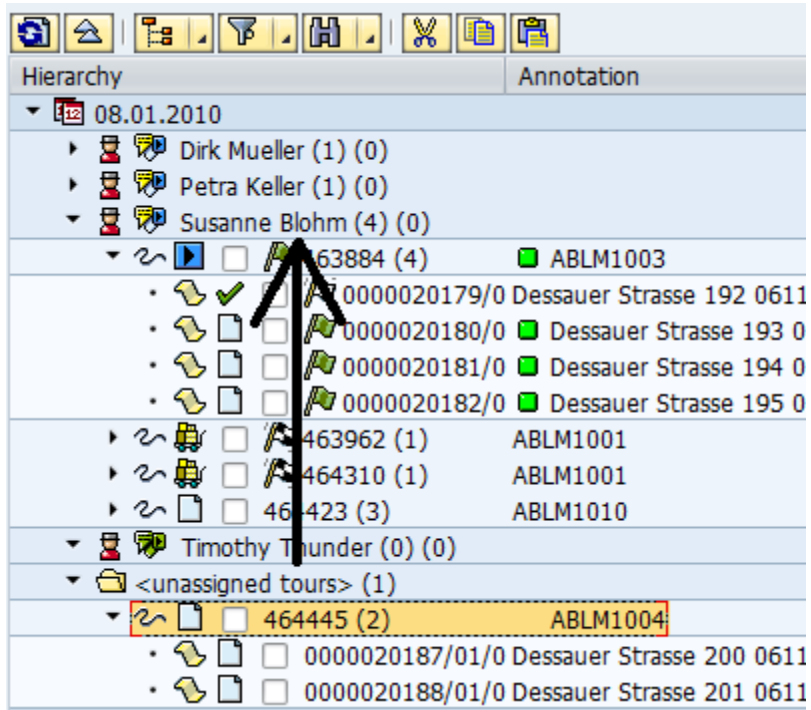 Hierarchy Annotation
08.01.2010
Dirk Mueller (1) (0)
Petra Keller (1) (0)
Susanne Blohm (4) (0)
463884 (4) ABLM1003
0000020179/0 Dessauer Strasse 192 0611
0000020180/0 Dessauer Strasse 193 0
0000020181/0 Dessauer Strasse 194 0
0000020182/0 Dessauer Strasse 195 0
463962 (1) ABLM1001
464310 (1) ABLM1001
464423 (3) ABLM1010
Timothy Thunder (0) (0)
<unassigned tours> (1)
464445 (2) ABLM1004
0000020187/01/0 Dessauer Strasse 200 0611
0000020188/01/0 Dessauer Strasse 201 0611